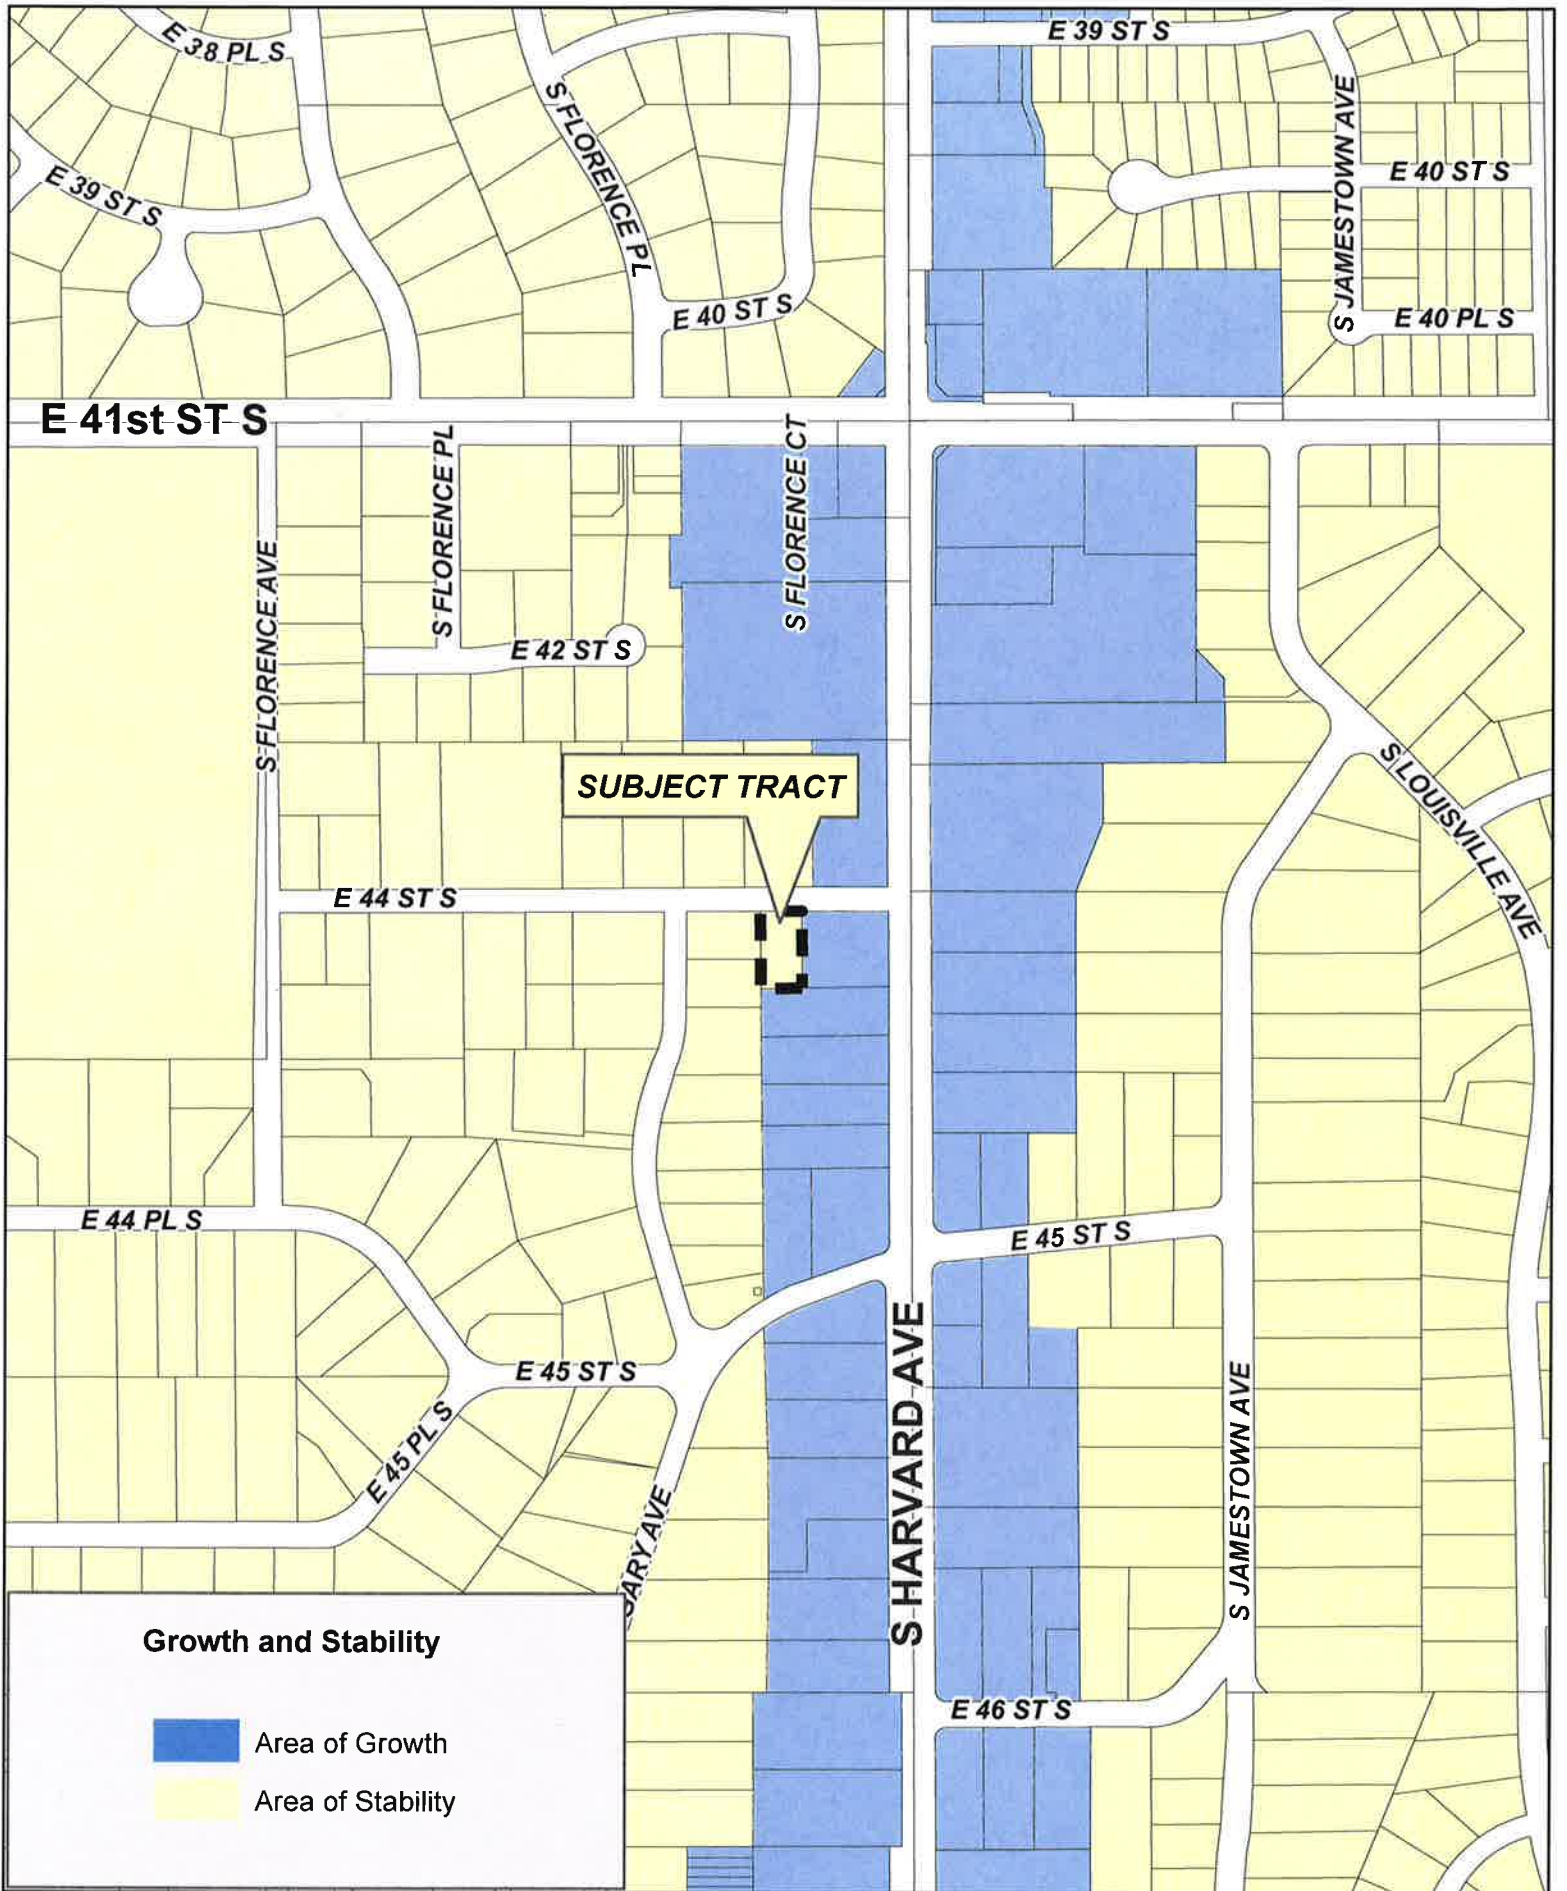 E 38 PL S
E 39 ST S
E 39 ST S
S FLORENCE PL
S JAMESTOWN AVE
E 40 ST S
E 40 ST S
E 40 PL S
E 41st ST S
S FLORENCE PL
S FLORENCE CT
S FLORENCE AVE
E 42 ST S
SUBJECT TRACT
S LOUISVILLE AVE
E 44 ST S
E 44 PL S
E 45 ST S
E 45 ST S
S HARVARD AVE
S JAMESTOWN AVE
E 45 PL S
GARY AVE
E 46 ST S
Growth and Stability
Area of Growth
Area of Stability